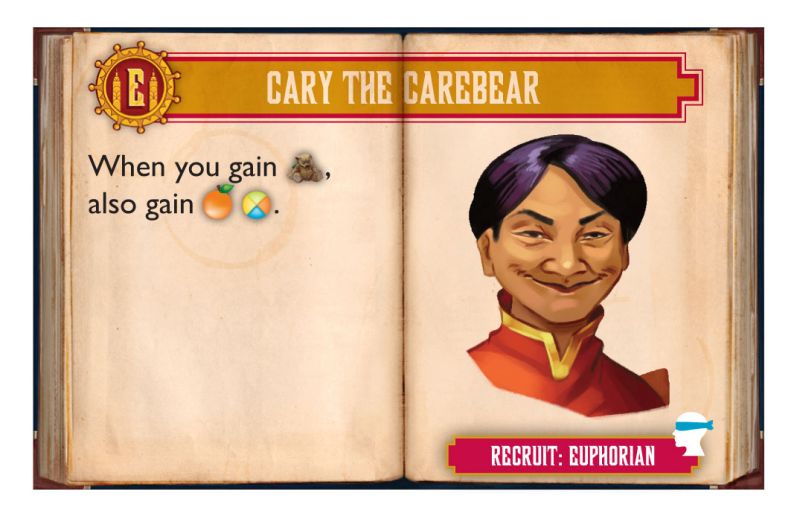 E
CARY THE CAREBEAR
When you gain ,
also gain .
RECRUIT: EUPHORIAN